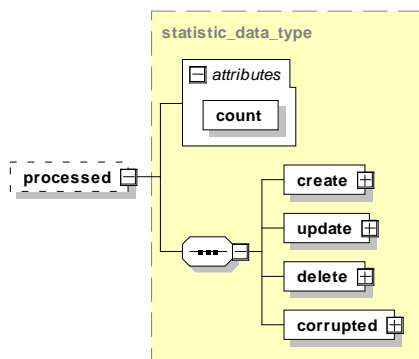 statistic_data_type
attributes
count
processed
create
update
delete
corrupted